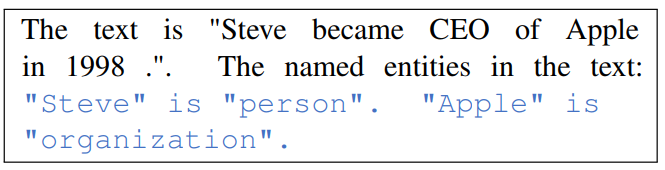 The text is "Steve became CEO of Apple
in 1998 .". The named entities in the text:
"Steve" is "person". "Apple" is
"organization".